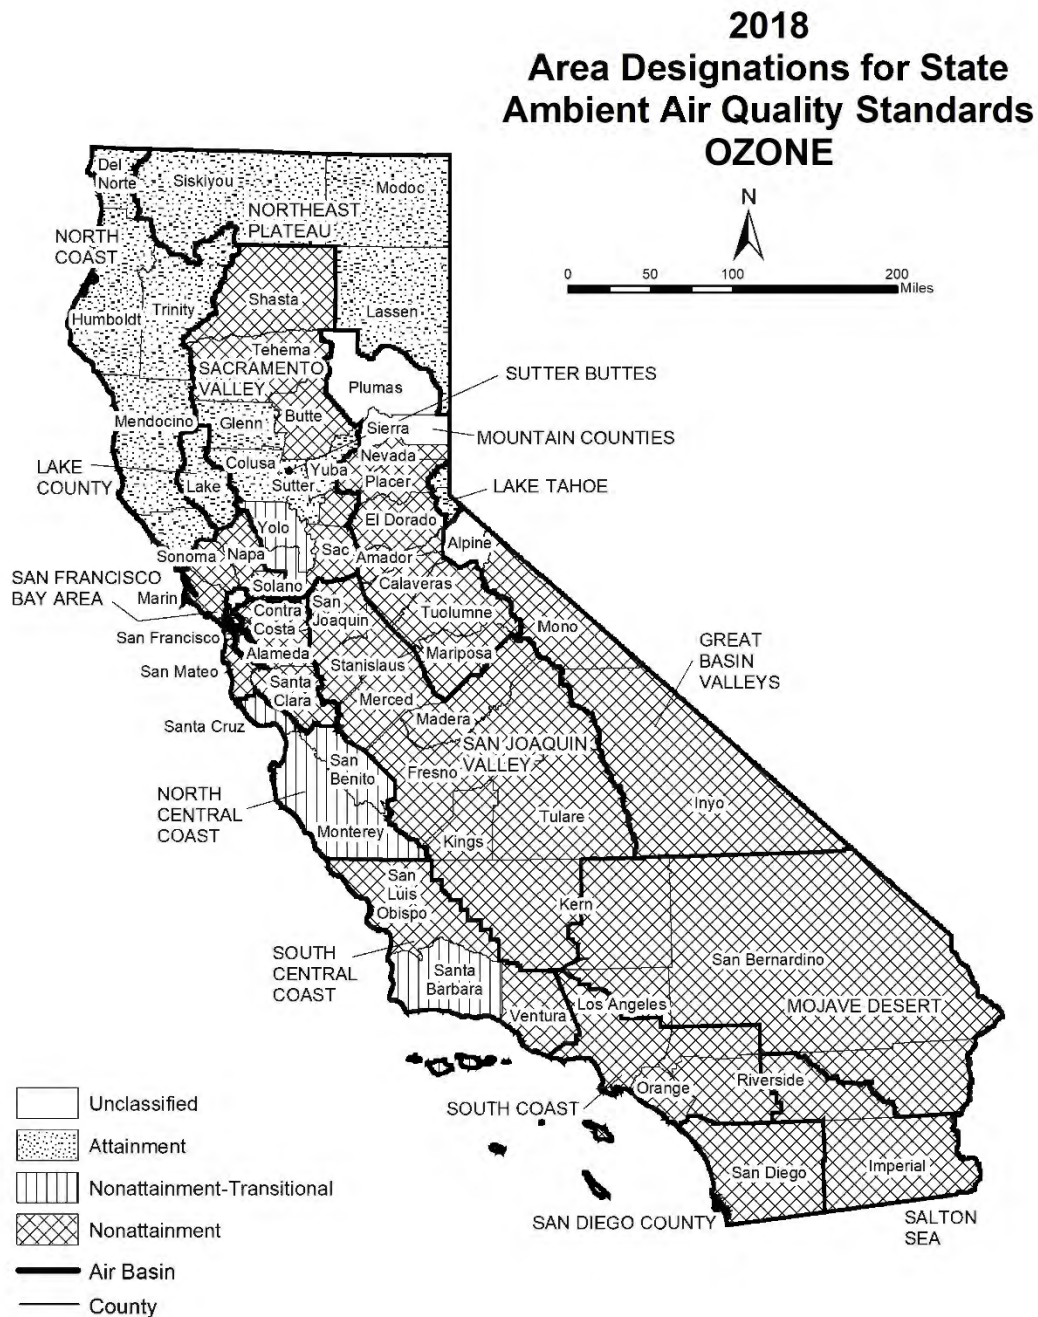 2018
Area Designations for State
Ambient Air Quality Standards
OZONE
N
0
50
100
200
Miles
Del
Norte
Siskiyou
Modoc
NORTHEAST
PLATEAU
NORTH
COAST
Shasta
Trinity
Humboldt
Lassen
Tehema
SACRAMENTO
VALLEY
Plumas
SUTTER BUTTES
Butte
Mendocino
Glenn
Sierra
MOUNTAIN COUNTIES
Nevada
Colusa
Yuba
LAKE
COUNTY
Lake
Sutter
Placer
LAKE TAHOE
Yolo
El Dorado
Alpine
Sonoma
Napa
Sac
Amador
SAN FRANCISCO
BAY AREA
Solano
Calaveras
Marin
Contra
Costa
San
Joaquin
Tuolumne
Mono
San Francisco
Alameda
Mariposa
GREAT
BASIN
VALLEYS
San Mateo
Stanislaus
Santa
Clara
Merced
Santa Cruz
Madera
SAN JOAQUIN
VALLEY
San
Benito
Fresno
NORTH
CENTRAL
COAST
Inyo
Tulare
Monterey
Kings
San
Luis
Obispo
Kern
SOUTH
CENTRAL
COAST
Santa
Barbara
San Bernardino
Los Angeles
MOJAVE DESERT
Ventura
Riverside
Orange
SOUTH COAST
San Diego
Imperial
SAN DIEGO COUNTY
SALTON
SEA
Unclassified
Attainment
Nonattainment-Transitional
Nonattainment
Air Basin
County